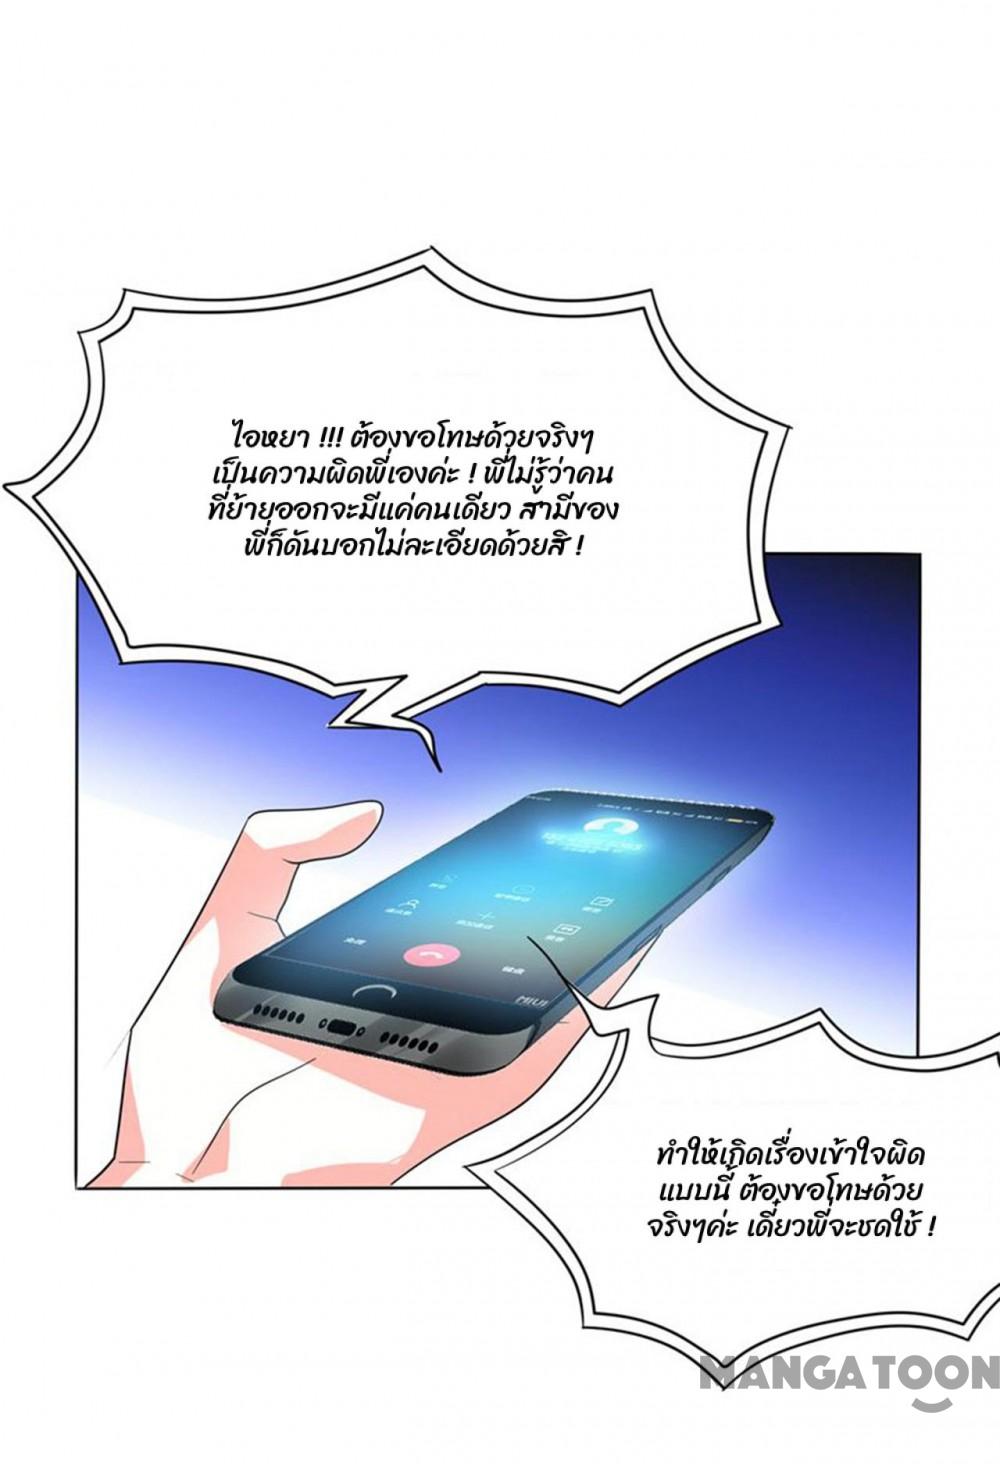 ไอหยา !!! ต้องขอโทษด้วยจริงๆ
เป็นความผิดพี่เองค่ะ ! พี่ไม่รู้ว่าคน
ที่ย้ายออกจะมีแค่คนเดียว สามีของ
พี่ก็ดันบอกไม่ละเอียดด้วยสิ !
MIUI
ทำให้เกิดเรื่องเข้าใจผิด
แบบนี้ ต้องขอโทษด้วย
จริงๆค่ะ เดี๋ยวพี่จะชดใช้ !
MANGATOON